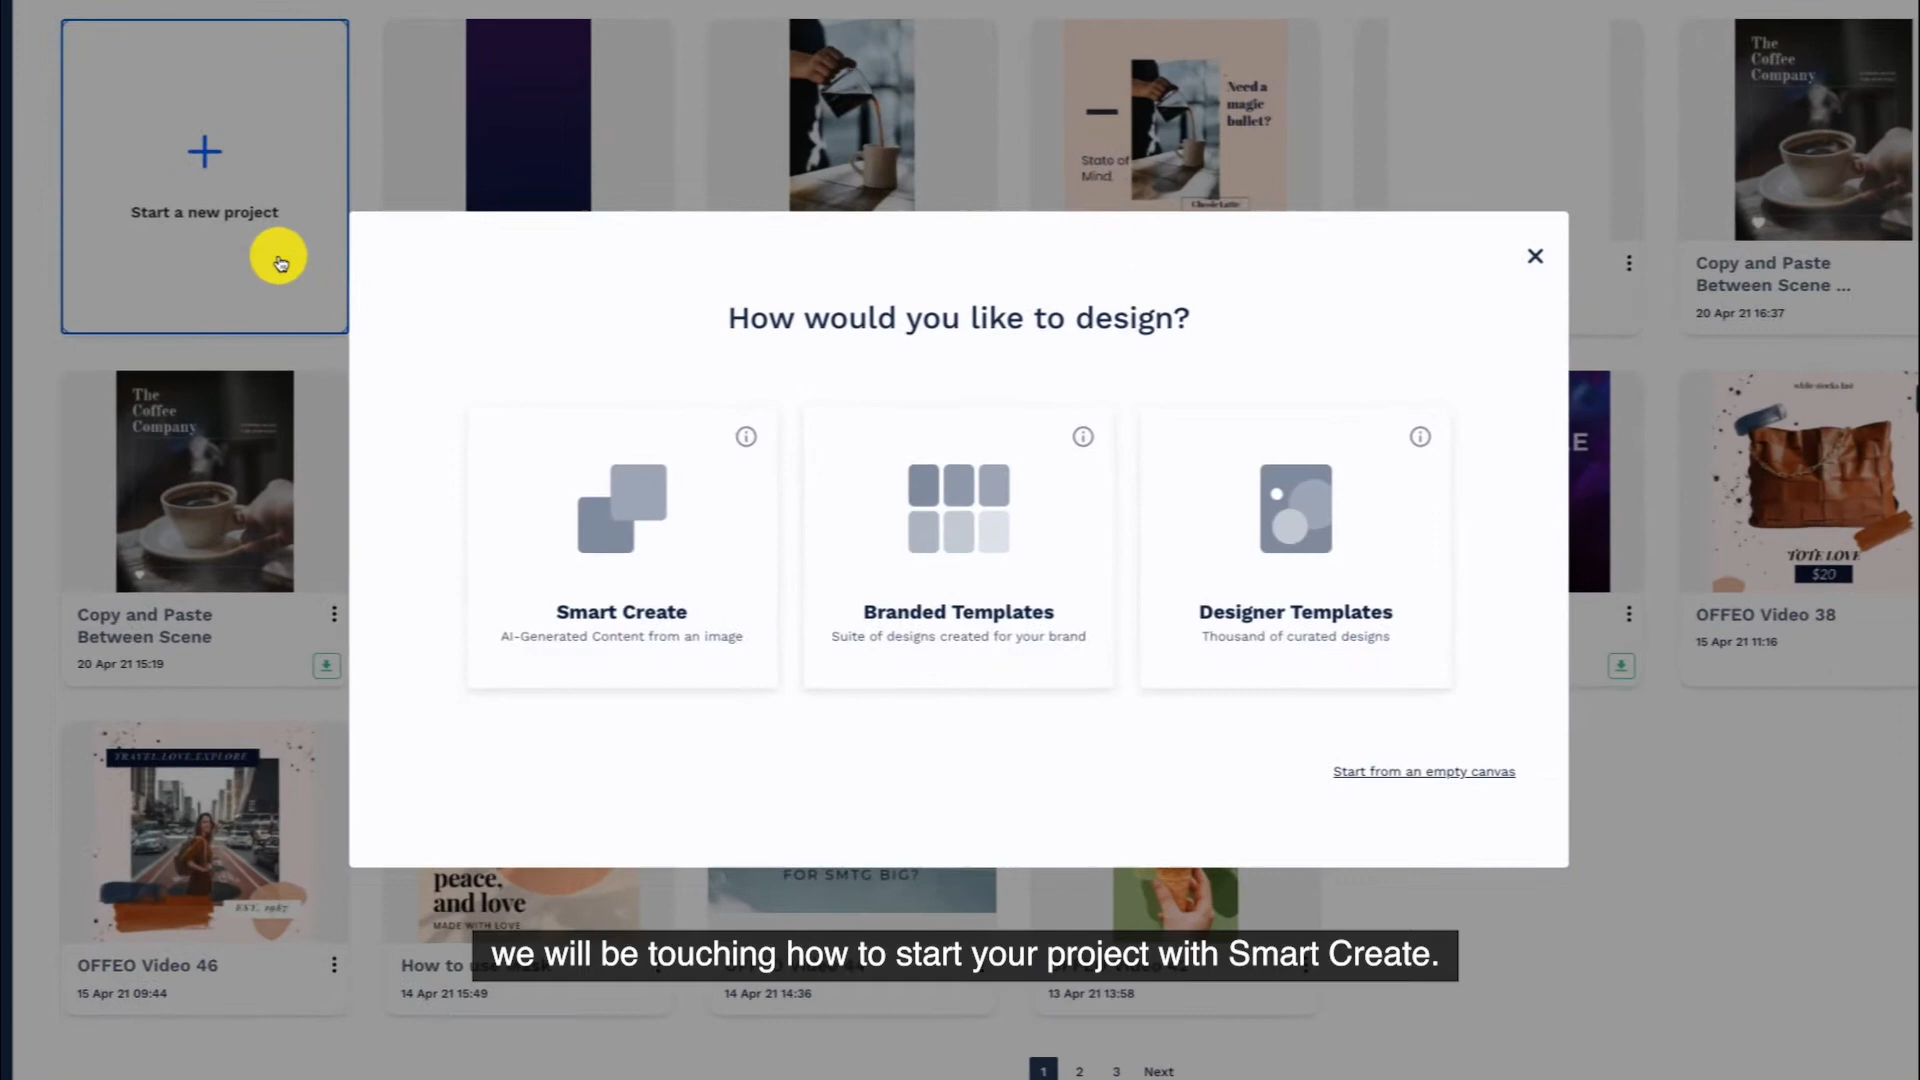 Start a new project
Need a
magic
bullet?
State of
Mind.
The
Coffee
Company
Copy and Paste
Between Scene ...
20 Apr 21 16:37
How would you like to design?
Smart Create
AI-Generated Content from an image
Branded Templates
Suite of designs created for your brand
Designer Templates
Thousand of curated designs
Start from an empty canvas
The
Coffee
Company
Copy and Paste
Between Scene
20 Apr 21 15:19
E
while stocks last
TOTE LOVE
$20
OFFEO Video 38
15 Apr 21 11:16
TRAVEL.LOVE.EXPLORE
EST. 1987
OFFEO Video 46
15 Apr 21 09:44
peace,
and love
MADE WITH LOVE
How to use Mask
14 Apr 21 15:49
FOR SMTG BIG?
14 Apr 21 14:36
13 Apr 21 13:58
we will be touching how to start your project with Smart Create.
1 2 3 Next